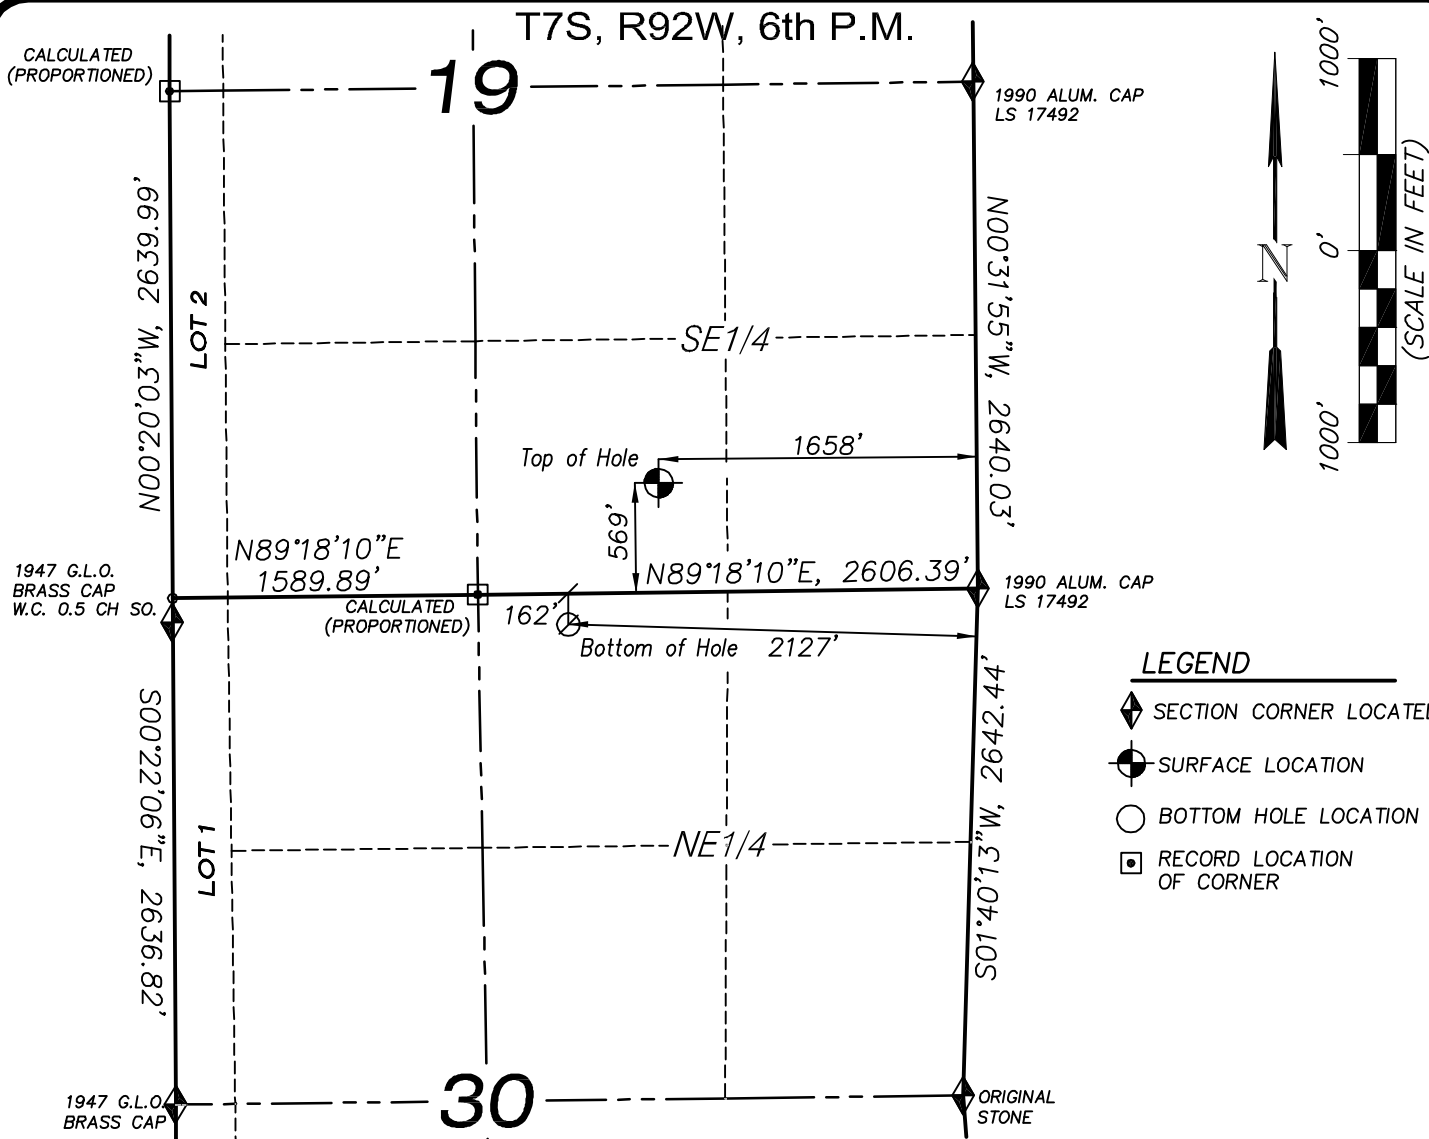 T7S, R92W, 6th P.M.
CALCULATED
(PROPORTIONED)
19
1990 ALUM. CAP
LS 17492
1000'
0'
1000'
(SCALE IN FEET)
N
N00°20'03"W, 2639.99'
LOT 2
SE1/4
N00°31'55"W, 2640.03'
Top of Hole
1658'
569'
N89°18'10"E
1589.89'
N89°18'10"E, 2606.39'
1947 G.L.O.
BRASS CAP
W.C. 0.5 CH SO.
CALCULATED
(PROPORTIONED)
162'
Bottom of Hole 2127'
1990 ALUM. CAP
LS 17492
S00°22'06"E, 2636.82'
LOT 1
NE1/4
S01°40'13"W, 2642.44'
LEGEND
SECTION CORNER LOCATED
SURFACE LOCATION
BOTTOM HOLE LOCATION
RECORD LOCATION
OF CORNER
1947 G.L.O.
BRASS CAP
30
ORIGINAL
STONE